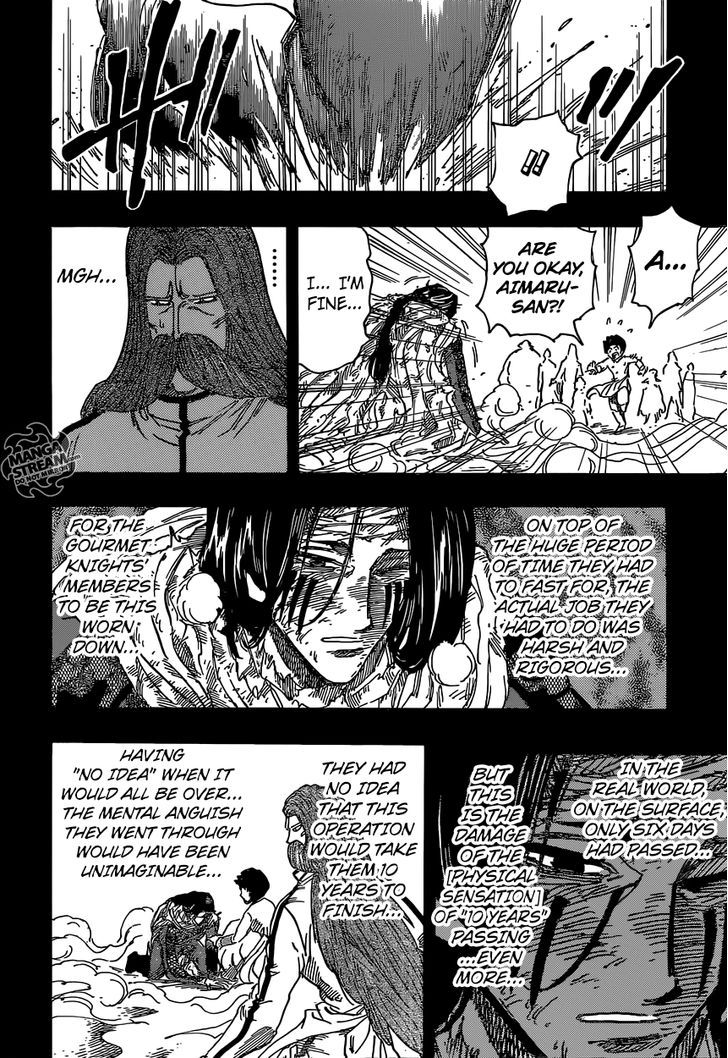 !!
A...
ARE
YOU OKAY,
AIMARU-
SAN?!
I... I'M
FINE...
MGH...
MANGA
STREAM
ON TOP OF
THE HUGE PERIOD
OF TIME THEY HAD
TO FAST FOR, THE
ACTUAL JOB THEY
HAD TO DO WAS
HARSH AND
RIGOROUS...
FOR THE
GOURMET
KNIGHTS'
MEMBERS
TO BE THIS
WORN
DOWN...
IN THE
REAL WORLD,
ON THE SURFACE,
ONLY SIX DAYS
HAD PASSED...
BUT
THIS
IS THE
DAMAGE
OF THE
[PHYSICAL
SENSATION]
OF "10 YEARS"
PASSING
...EVEN
MORE...
THEY HAD
NO IDEA
THAT THIS
OPERATION
WOULD TAKE
THEM 10
YEARS TO
FINISH...
HAVING
"NO IDEA" WHEN IT
WOULD ALL BE OVER...
THE MENTAL ANGUISH
THEY WENT THROUGH
WOULD HAVE BEEN
UNIMAGINABLE...